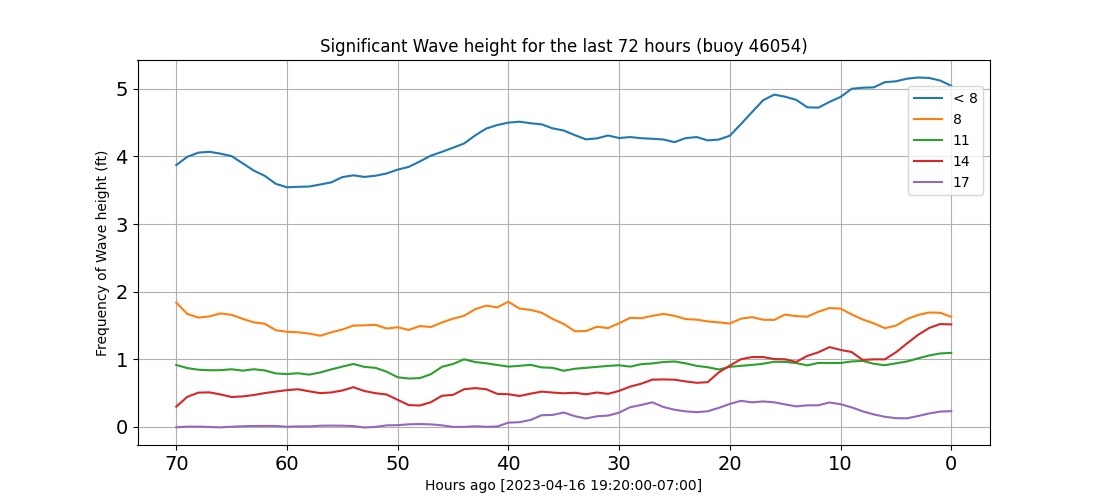 Significant Wave height for the last 72 hours (buoy 46054)
Frequency of Wave height (ft)
5
4
3
2
1
0
< 8
8
11
14
17
70 60 50 40 30 20 10 0
Hours ago [2023-04-16 19:20:00-07:00]